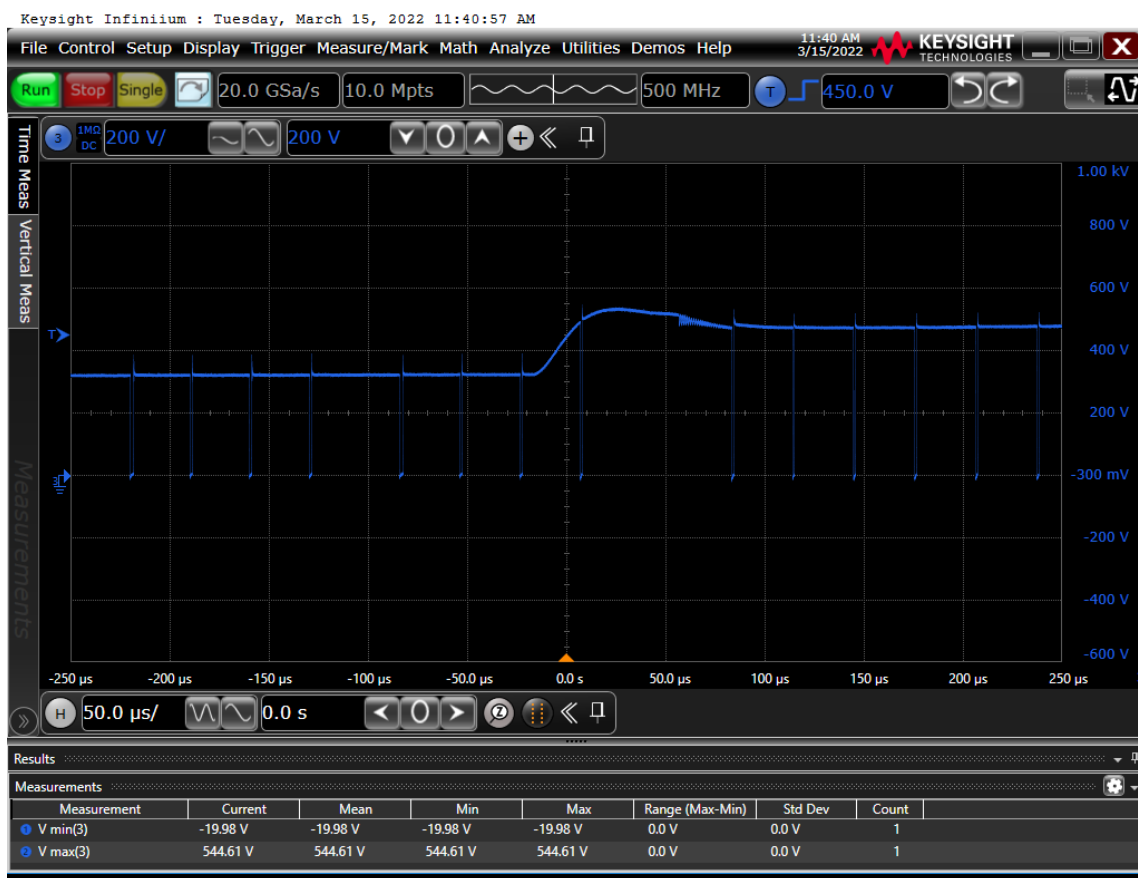 Keysight Infiniium : Tuesday, March 15, 2022 11:40:57 AM
File Control Setup Display Trigger Measure/Mark Math Analyze Utilities Demos Help 11:40 AM 3/15/2022 KEYSIGHT TECHNOLOGIES X
Run Stop Single 20.0 GSa/s 10.0 Mpts 500 MHz T 450.0 V
3 1MΩ DC 200 V/ 200 V 0 +
Time Meas
Vertical Meas
Measurements
1.00 kV
800 V
600 V
T
400 V
200 V
3
-300 mV
-200 V
-400 V
-600 V
-250 µs -200 µs -150 µs -100 µs -50.0 µs 0.0 s 50.0 µs 100 µs 150 µs 200 µs 250 µs
H 50.0 µs/ 0.0 s 0 Z
Results
Measurements
Measurement Current Mean Min Max Range (Max-Min) Std Dev Count
1 V min(3) -19.98 V -19.98 V -19.98 V -19.98 V 0.0 V 0.0 V 1
2 V max(3) 544.61 V 544.61 V 544.61 V 544.61 V 0.0 V 0.0 V 1